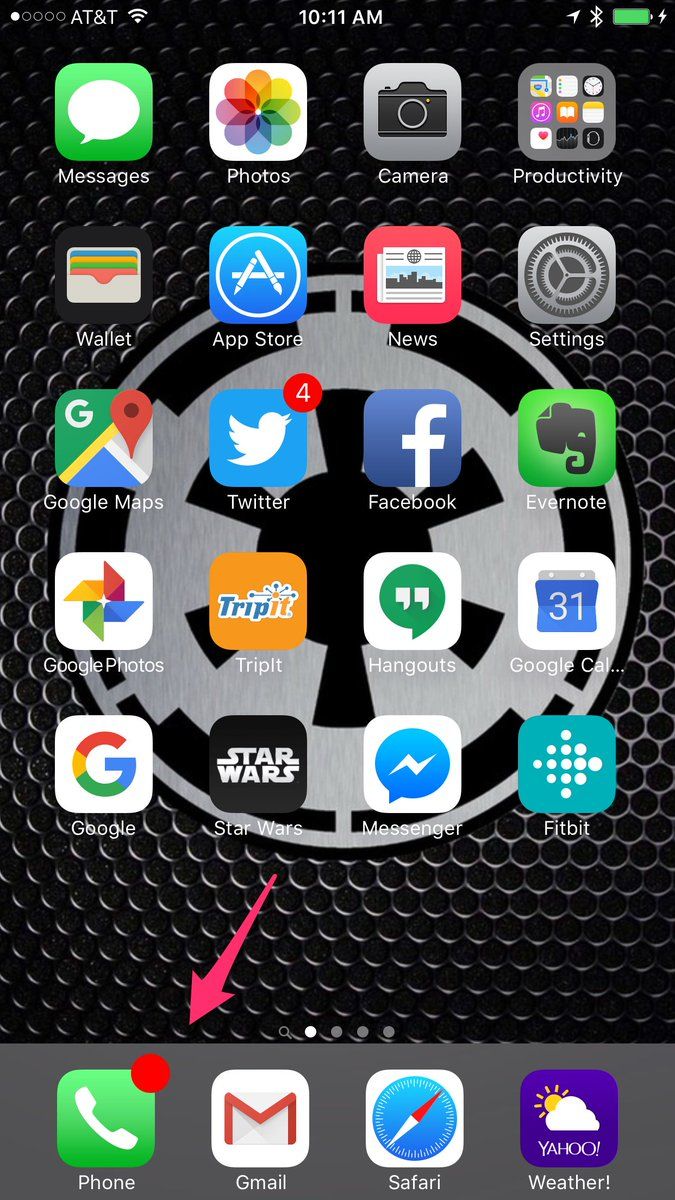 AT&T 10:11 AM
Messages Photos Camera Productivity
Wallet App Store News Settings
G 4
Google Maps Twitter Facebook Evernote
TripIt 31
Google Photos TripIt Hangouts Google Cal...
G STAR WARS
Google Star Wars Messenger Fitbit
YAHOO!
Phone Gmail Safari Weather!